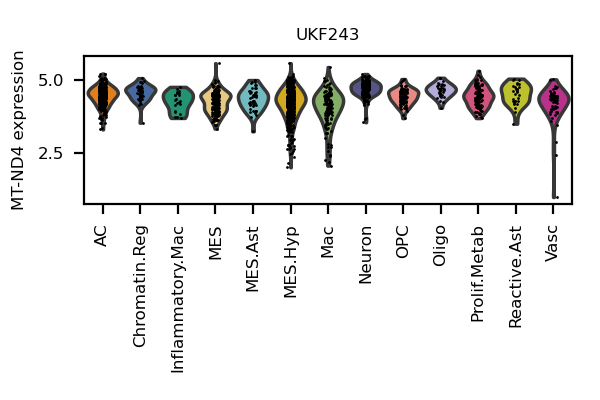 UKF243
MT-ND4 expression
5.0
2.5
AC
Chromatin.Reg
Inflammatory.Mac
MES
MES.Ast
MES.Hyp
Mac
Neuron
OPC
Oligo
Prolif.Metab
Reactive.Ast
Vasc